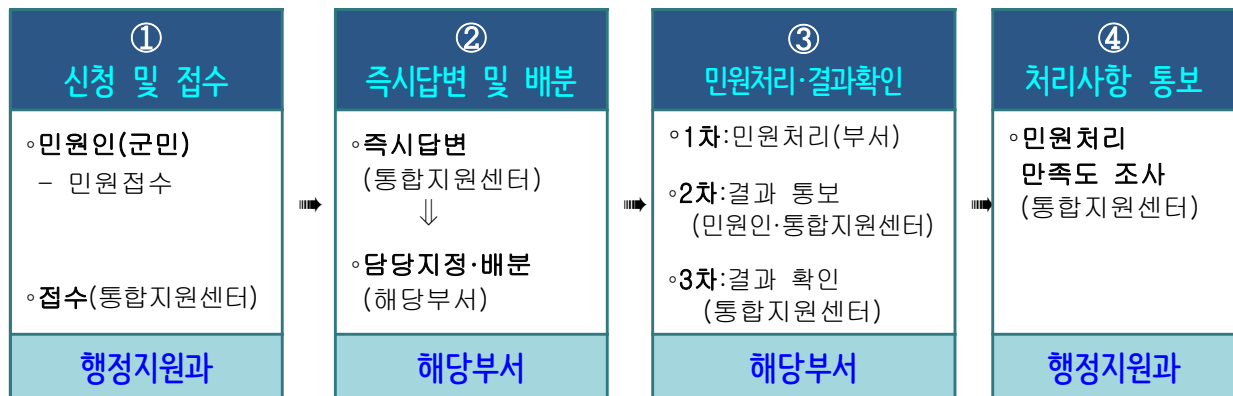 ①
신청 및 접수
◦민원인(군민)
- 민원접수
◦접수(통합지원센터)
행정지원과
➠
②
즉시답변 및 배분
◦즉시답변
(통합지원센터)
⇓
◦담당지정·배분
(해당부서)
해당부서
➠
③
민원처리·결과확인
◦1차:민원처리(부서)
◦2차:결과 통보
(민원인·통합지원센터)
◦3차:결과 확인
(통합지원센터)
해당부서
➠
④
처리사항 통보
◦민원처리
만족도 조사
(통합지원센터)
행정지원과